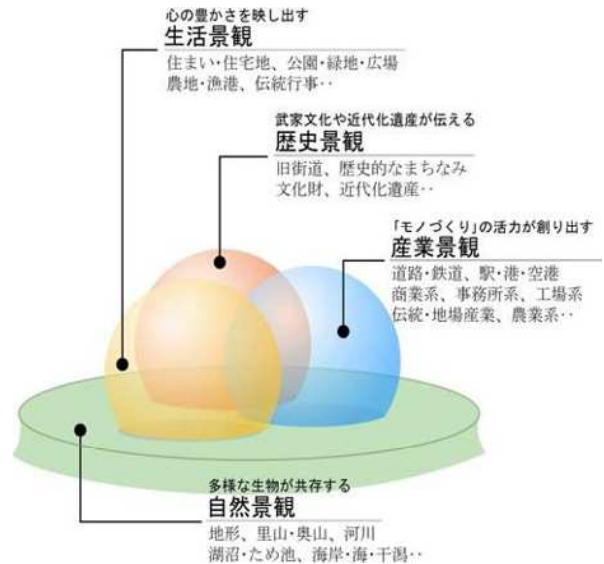 心の豊かさを映し出す
生活景観
住まい・住宅地、公園・緑地・広場
農地・漁港、伝統行事‥
武家文化や近代化遺産が伝える
歴史景観
旧街道、歴史的なまちなみ
文化財、近代化遺産‥
「モノづくり」の活力が創り出す
産業景観
道路・鉄道、駅・港・空港
商業系、事務所系、工場系
伝統・地場産業、農業系‥
多様な生物が共存する
自然景観
地形、里山・奥山、河川
湖沼・ため池、海岸・海・干潟‥